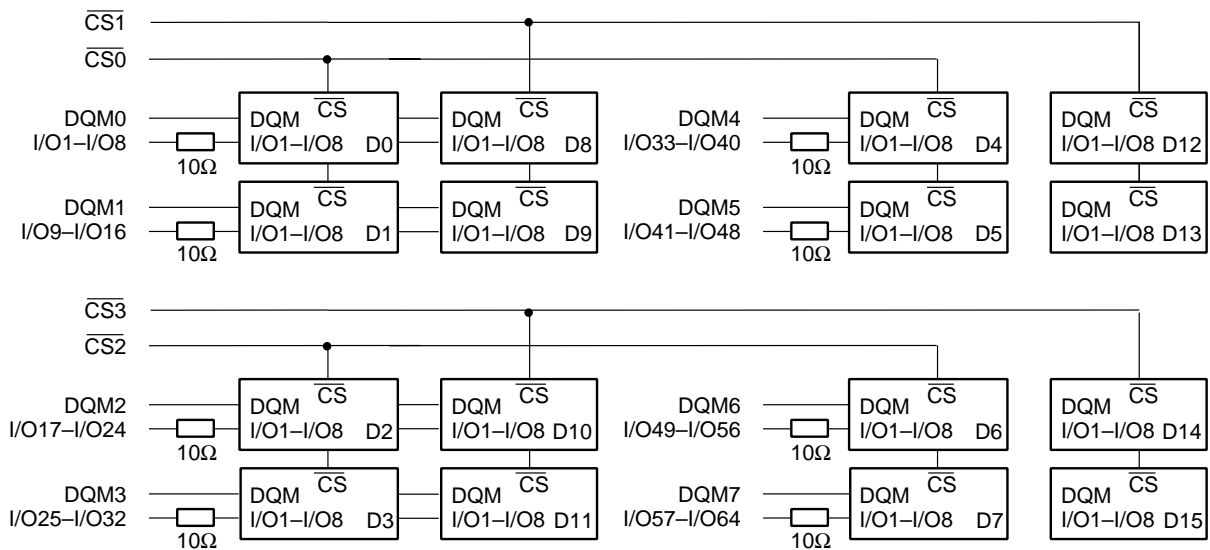 CS1
CS0
DQM0
I/O1–I/O8
10Ω
DQM CS
I/O1–I/O8 D0
DQM CS
I/O1–I/O8 D8
DQM4
I/O33–I/O40
10Ω
DQM CS
I/O1–I/O8 D4
DQM CS
I/O1–I/O8 D12
DQM1
I/O9–I/O16
10Ω
DQM CS
I/O1–I/O8 D1
DQM CS
I/O1–I/O8 D9
DQM5
I/O41–I/O48
10Ω
DQM CS
I/O1–I/O8 D5
DQM CS
I/O1–I/O8 D13
CS3
CS2
DQM2
I/O17–I/O24
10Ω
DQM CS
I/O1–I/O8 D2
DQM CS
I/O1–I/O8 D10
DQM6
I/O49–I/O56
10Ω
DQM CS
I/O1–I/O8 D6
DQM CS
I/O1–I/O8 D14
DQM3
I/O25–I/O32
10Ω
DQM CS
I/O1–I/O8 D3
DQM CS
I/O1–I/O8 D11
DQM7
I/O57–I/O64
10Ω
DQM CS
I/O1–I/O8 D7
DQM CS
I/O1–I/O8 D15